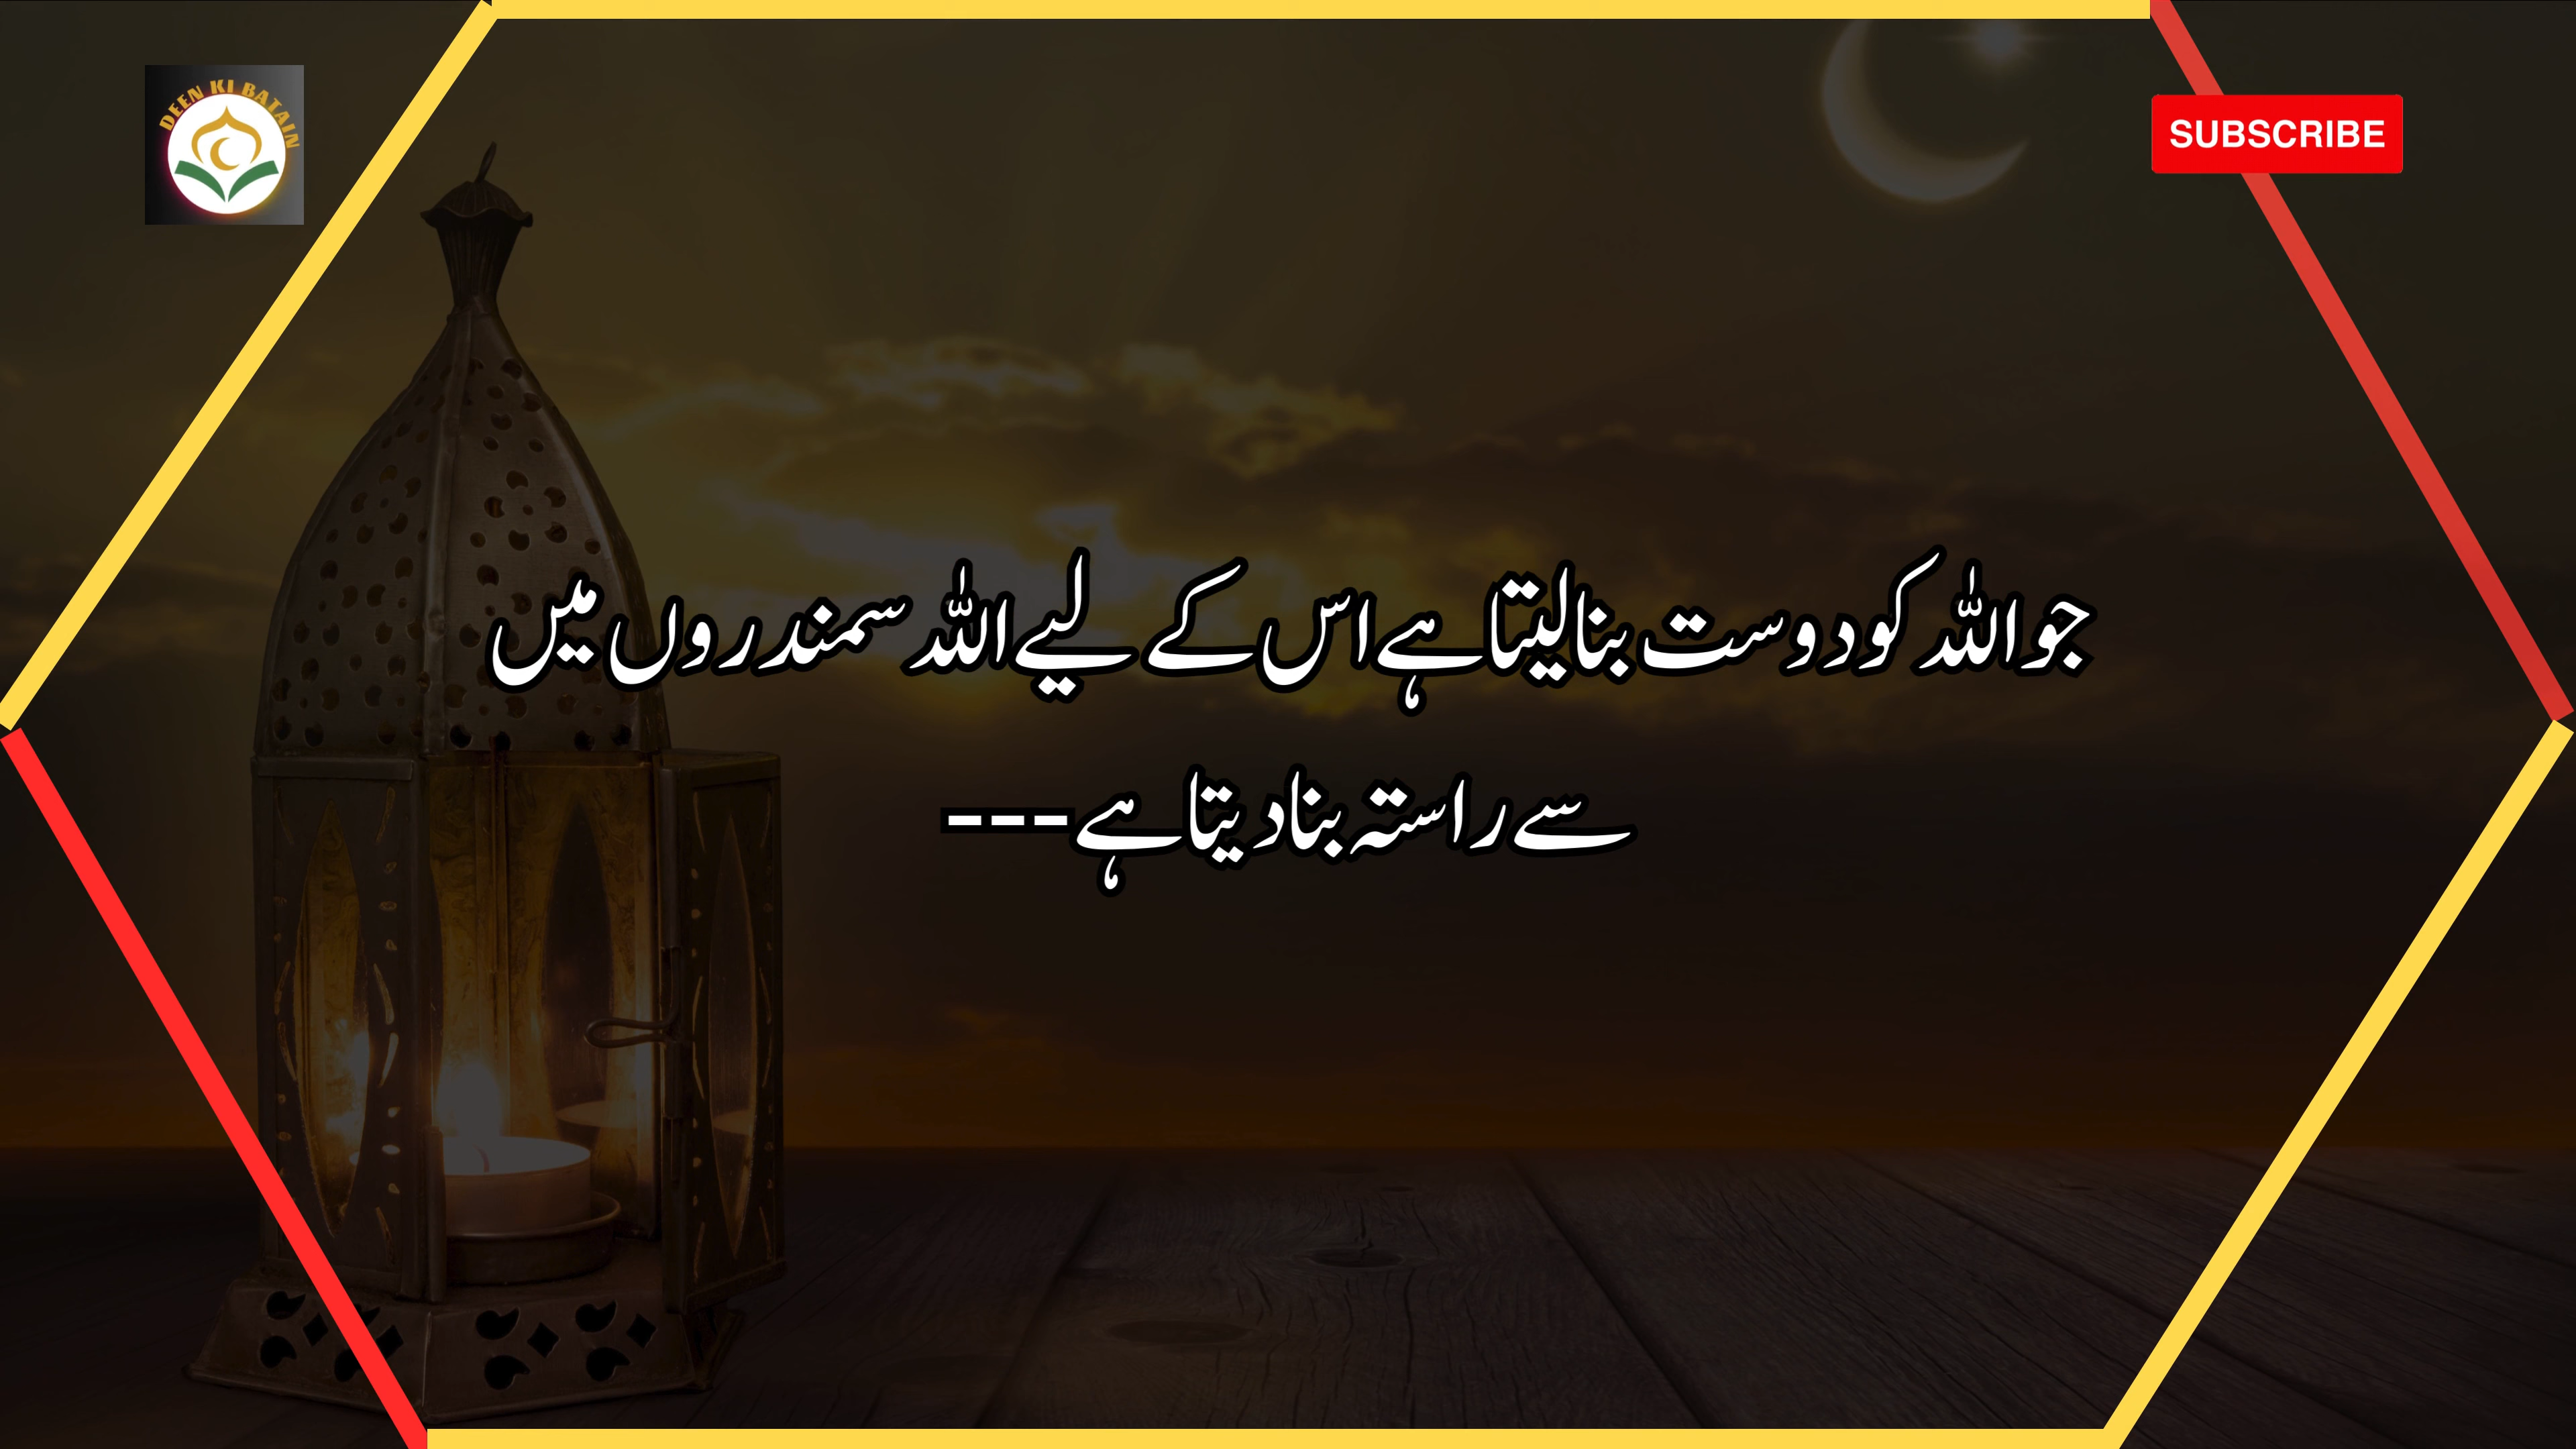 DEEN KI BATAIN
SUBSCRIBE
جو اللہ کو دوست بنا لیتا ہے اس کے لیے اللہ سمندروں میں
سے راستہ بنا دیتا ہے---